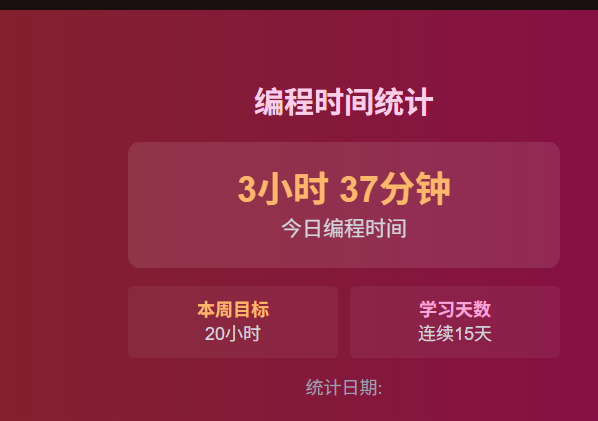 编程时间统计
3小时 37分钟
今日编程时间
本周目标
20小时
学习天数
连续15天
统计日期: